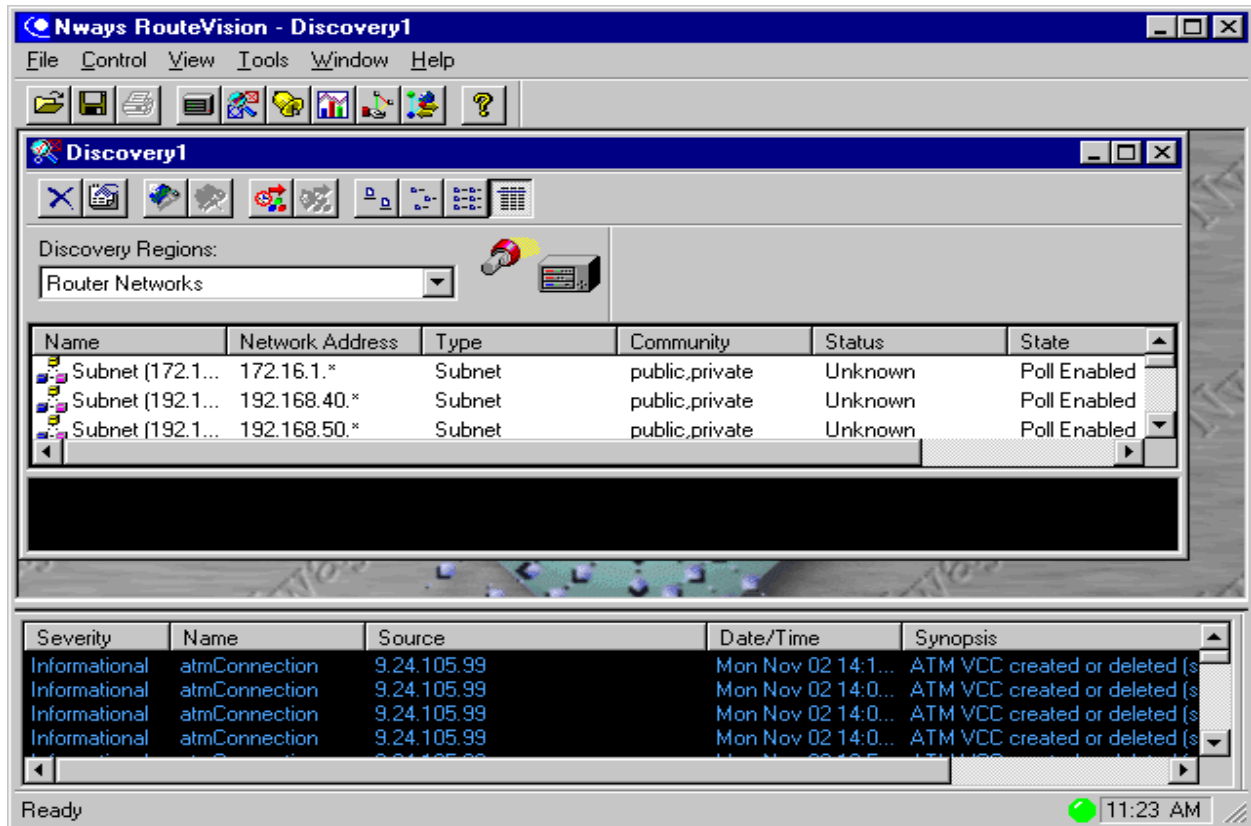 Nways RouteVision - Discovery1
File Control View Tools Window Help
Discovery1
Discovery Regions:
Router Networks
Name Network Address Type Community Status State
Subnet (172.1... 172.16.1.* Subnet public,private Unknown Poll Enabled
Subnet (192.1... 192.168.40.* Subnet public,private Unknown Poll Enabled
Subnet (192.1... 192.168.50.* Subnet public,private Unknown Poll Enabled
Severity Name Source Date/Time Synopsis
Informational atmConnection 9.24.105.99 Mon Nov 02 14:1... ATM VCC created or deleted (s
Informational atmConnection 9.24.105.99 Mon Nov 02 14:0... ATM VCC created or deleted (s
Informational atmConnection 9.24.105.99 Mon Nov 02 14:0... ATM VCC created or deleted (s
Informational atmConnection 9.24.105.99 Mon Nov 02 14:0... ATM VCC created or deleted (s
Ready 11:23 AM